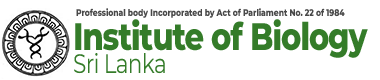 Professional body Incorporated by Act of Parliament No. 22 of 1984
Institute of Biology
Sri Lanka